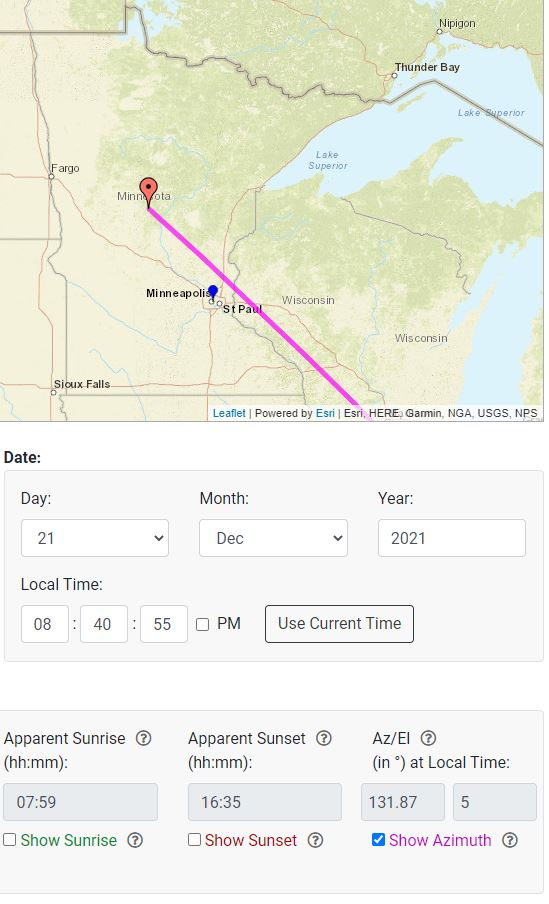 Nipigon
Thunder Bay
Lake Superior
Lake
Superior
Fargo
Minnesota
Minneapolis
St Paul
Wisconsin
Wisconsin
Sioux Falls
Leaflet | Powered by Esri | Esri, HERE, Garmin, NGA, USGS, NPS
Date:
Day: Month: Year:
21 Dec 2021
Local Time:
08 : 40 : 55 PM Use Current Time
Apparent Sunrise ? Apparent Sunset ? Az/El ?
(hh:mm): (hh:mm): (in °) at Local Time:
07:59 16:35 131.87 5
Show Sunrise ? Show Sunset ? Show Azimuth ?